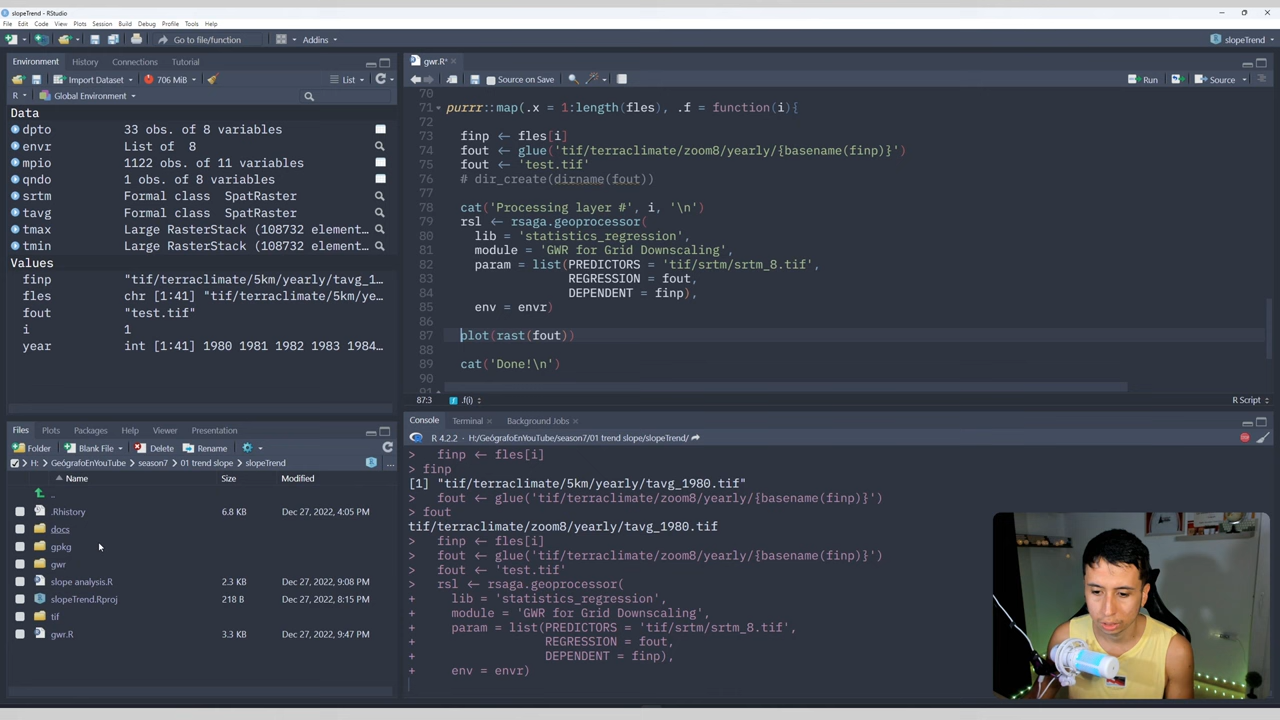 slopeTrend - RStudio
File Edit Code View Plots Session Build Debug Profile Tools Help
Go to file/function Addins slopeTrend
Environment History Connections Tutorial
Import Dataset 706 MiB List
R Global Environment
Data
dpto 33 obs. of 8 variables
envr List of 8
mpio 1122 obs. of 11 variables
qndo 1 obs. of 8 variables
srtm Formal class SpatRaster
tavg Formal class SpatRaster
tmax Large RasterStack (108732 element…
tmin Large RasterStack (108732 element…
Values
finp "tif/terraclimate/5km/yearly/tavg_1…
fles chr [1:41] "tif/terraclimate/5km/ye…
fout "test.tif"
i 1
year int [1:41] 1980 1981 1982 1983 1984…
Files Plots Packages Help Viewer Presentation
Folder Blank File Delete Rename
H: GeógrafoEnYouTube season7 01 trend slope slopeTrend
Name Size Modified
..
.Rhistory 6.8 KB Dec 27, 2022, 4:05 PM
docs
gpkg
gwr
slope analysis.R 2.3 KB Dec 27, 2022, 9:08 PM
slopeTrend.Rproj 218 B Dec 27, 2022, 8:15 PM
tif
gwr.R 3.3 KB Dec 27, 2022, 9:47 PM
gwr.R*
Source on Save Run Source
70
71 purrr::map(.x = 1:length(fles), .f = function(i){
73 finp ← fles[i]
74 fout ← glue('tif/terraclimate/zoom8/yearly/{basename(finp)}')
75 fout ← 'test.tif'
76 # dir_create(dirname(fout))
77
78 cat('Processing layer #', i, '\n')
79 rsl ← rsaga.geoprocessor(
80 lib = 'statistics_regression',
81 module = 'GWR for Grid Downscaling',
82 param = list(PREDICTORS = 'tif/srtm/srtm_8.tif',
83 REGRESSION = fout,
84 DEPENDENT = finp),
85 env = envr)
86
87 plot(rast(fout))
88
89 cat('Done!\n')
90
87:3 .f(i) R Script
Console Terminal Background Jobs
R 4.2.2 · H:/GeógrafoEnYouTube/season7/01 trend slope/slopeTrend/
> finp ← fles[i]
> finp
[1] "tif/terraclimate/5km/yearly/tavg_1980.tif"
> fout ← glue('tif/terraclimate/zoom8/yearly/{basename(finp)}')
> fout
tif/terraclimate/zoom8/yearly/tavg_1980.tif
> finp ← fles[i]
> fout ← glue('tif/terraclimate/zoom8/yearly/{basename(finp)}')
> fout ← 'test.tif'
> rsl ← rsaga.geoprocessor(
+ lib = 'statistics_regression',
+ module = 'GWR for Grid Downscaling',
+ param = list(PREDICTORS = 'tif/srtm/srtm_8.tif',
+ REGRESSION = fout,
+ DEPENDENT = finp),
+ env = envr)